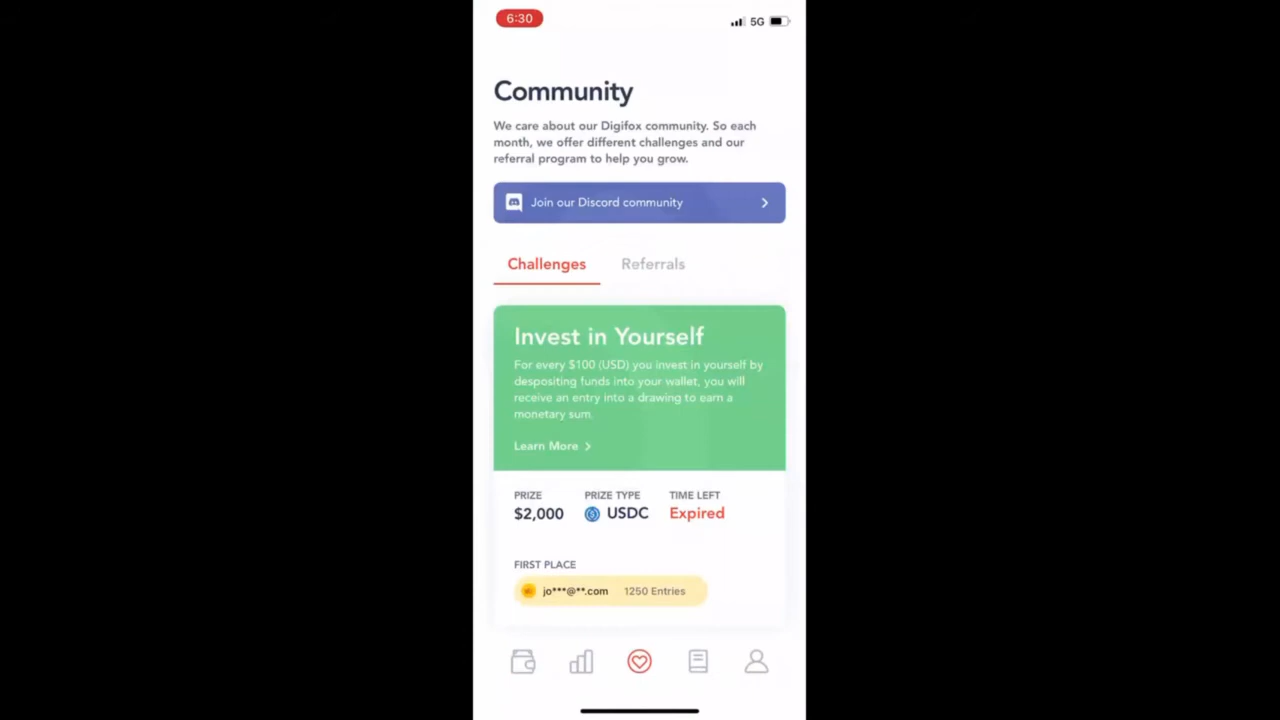 6:30
5G
Community
We care about our Digifox community. So each
month, we offer different challenges and our
referral program to help you grow.
Join our Discord community
Challenges
Referrals
Invest in Yourself
For every $100 (USD) you invest in yourself by
despositing funds into your wallet, you will
receive an entry into a drawing to earn a
monetary sum.
Learn More
PRIZE
$2,000
PRIZE TYPE
USDC
TIME LEFT
Expired
FIRST PLACE
jo***@**.com 1250 Entries